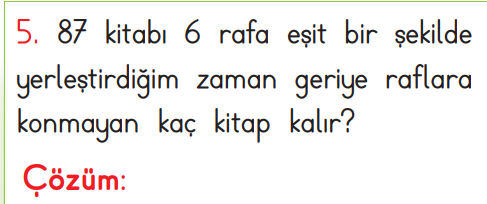 5. 87 kitabı 6 rafa eşit bir şekilde
yerleştirdiğim zaman geriye raflara
konmayan kaç kitap kalır?
Çözüm: